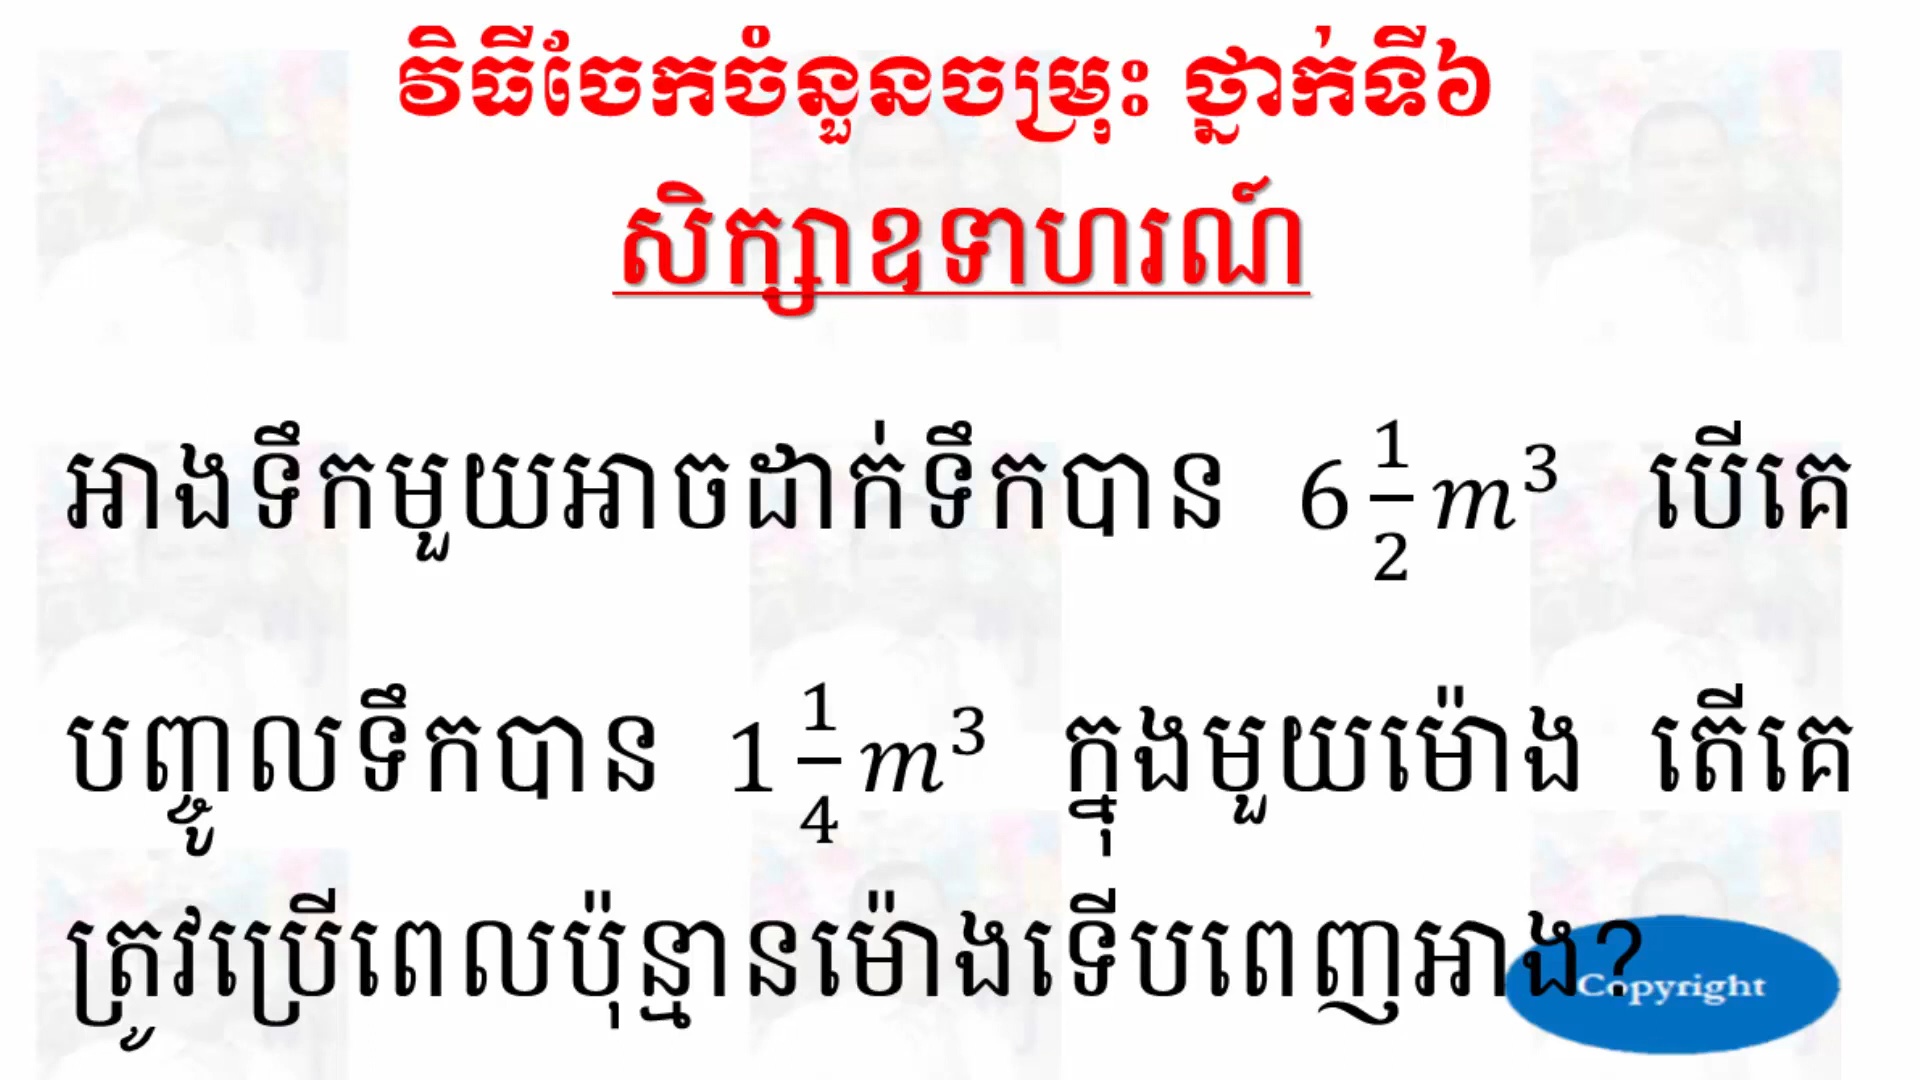 វិធីចែកចំនួនចម្រុះ ថ្នាក់ទី៦
សិក្សាឧទាហរណ៍
អាងទឹកមួយអាចដាក់ទឹកបាន 6 1/2 m³ បើគេ
បញ្ចូលទឹកបាន 1 1/4 m³ ក្នុងមួយម៉ោង តើគេ
ត្រូវប្រើពេលប៉ុន្មានម៉ោងទើបពេញអាង?
Copyright